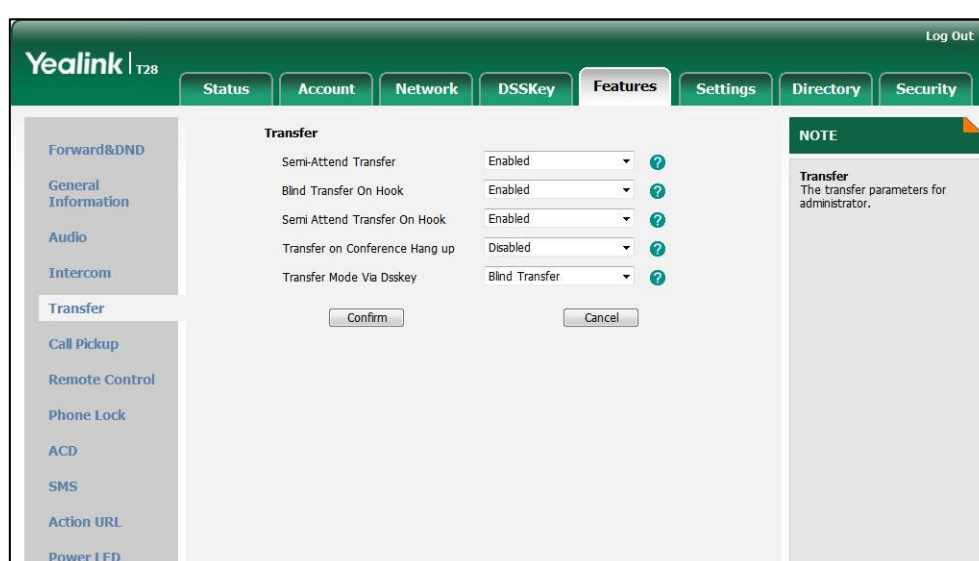 Log Out
Yealink T28
Status Account Network DSSKey Features Settings Directory Security
Forward&DND
General
Information
Audio
Intercom
Transfer
Call Pickup
Remote Control
Phone Lock
ACD
SMS
Action URL
Power LED
Transfer
Semi-Attend Transfer Enabled ?
Blind Transfer On Hook Enabled ?
Semi Attend Transfer On Hook Enabled ?
Transfer on Conference Hang up Disabled ?
Transfer Mode Via Dsskey Blind Transfer ?
Confirm Cancel
NOTE
Transfer
The transfer parameters for
administrator.